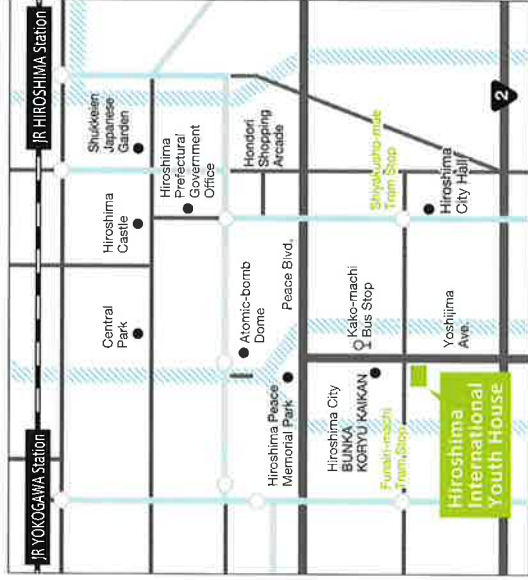 JR HIROSHIMA Station
JR YOKOGAWA Station
Shukkeien
Japanese
Garden
Hiroshima
Castle
Central
Park
Hiroshima
Prefectural
Government
Office
Hondori
Shopping
Arcade
Atomic-bomb
Dome
Peace Blvd.
Hiroshima Peace
Memorial Park
Shiyakusho-mae
Tram Stop
Hiroshima
City Hall
2
Kako-machi
Bus Stop
Yoshijima
Ave.
Hiroshima City
BUNKA
KORYU KAIKAN
Funairi-machi
Tram Stop
Hiroshima
International
Youth House